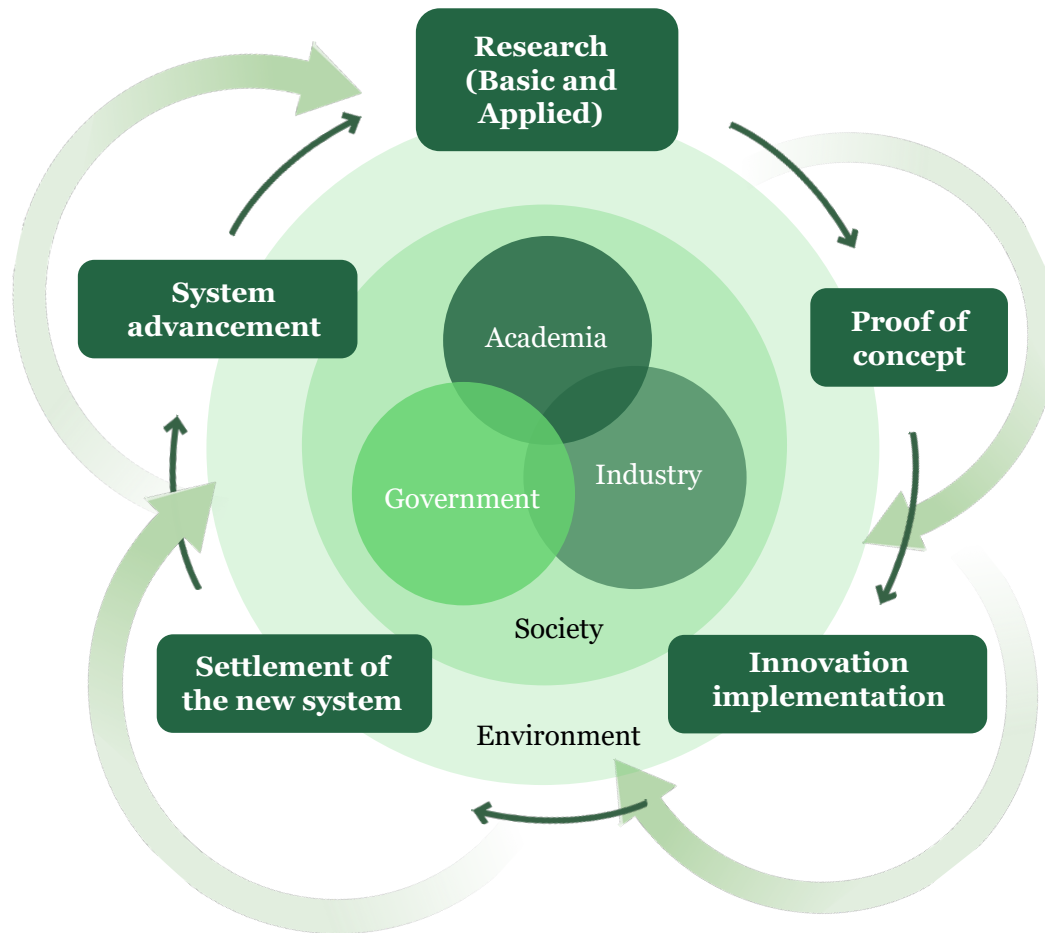 Research
(Basic and
Applied)
System
advancement
Proof of
concept
Academia
Government
Industry
Society
Settlement of
the new system
Innovation
implementation
Environment